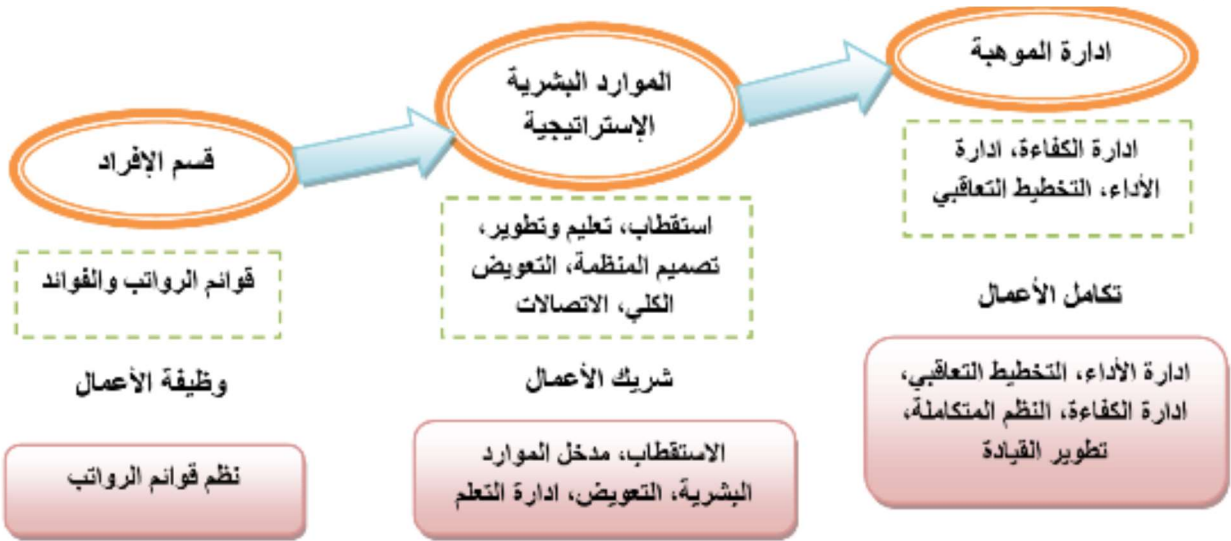 ادارة الموهبة
ادارة الكفاءة، ادارة
الأداء، التخطيط التعاقبي
تكامل الأعمال
ادارة الأداء، التخطيط التعاقبي،
ادارة الكفاءة، النظم المتكاملة،
تطوير القيادة
الموارد البشرية
الإستراتيجية
استقطاب، تعليم وتطوير،
تصميم المنظمة، التعويض
الكلي، الاتصالات
شريك الأعمال
الاستقطاب، مدخل الموارد
البشرية، التعويض، ادارة التعلم
قسم الإفراد
قوائم الرواتب والفوائد
وظيفة الأعمال
نظم قوائم الرواتب